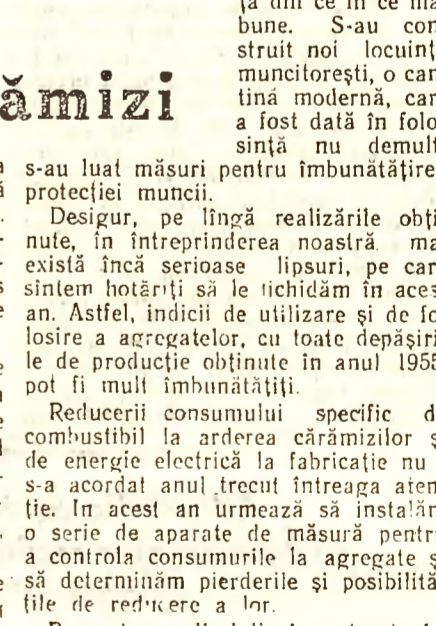 ța din ce în ce ma
bune. S-au con
struit noi locuinț
muncitorești, o can
tină modernă, car
a fost dată în folo
sință nu demult
ămizi
s-au luat măsuri pentru îmbunătățire
protecției muncii.
Desigur, pe lîngă realizările obți
nute, în întreprinderea noastră ma
există încă serioase lipsuri, pe car
sîntem hotărîți să le lichidăm în aces
an. Astfel, indicii de utilizare și de fo
losire a agregatelor, cu toate depășiri
le de producție obținute în anul 1955
pot fi mult îmbunătățiți.
Reducerii consumului specific d
combustibil la arderea cărămizilor ș
de energie electrică la fabricație nu
s-a acordat anul trecut întreaga aten
ție. In acest an urmează să instalăm
o serie de aparate de măsură pentr
a controla consumurile la agregate ș
să determinăm pierderile și posibilită
țile de reducere a lor.